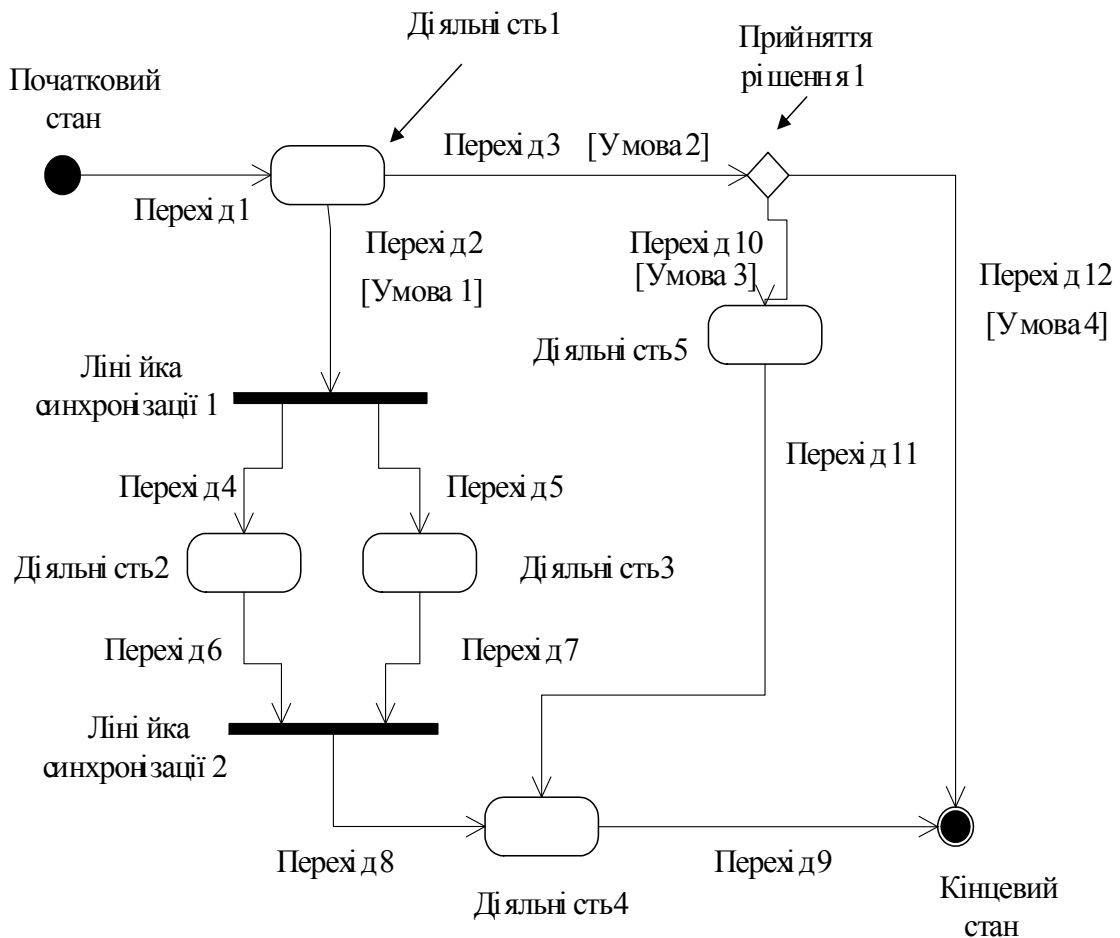 Діяльність1
Прийняття
рішення1
Початковий
стан
Перехід3 [Умова2]
Перехід1
Перехід2
[Умова 1]
Перехід10
[Умова 3]
Перехід12
[Умова4]
Діяльність5
Лінійка
синхронізації 1
Перехід11
Перехід4
Перехід5
Діяльність2
Діяльність3
Перехід6
Перехід7
Лінійка
синхронізації 2
Перехід8
Перехід9
Діяльність4
Кінцевий
стан